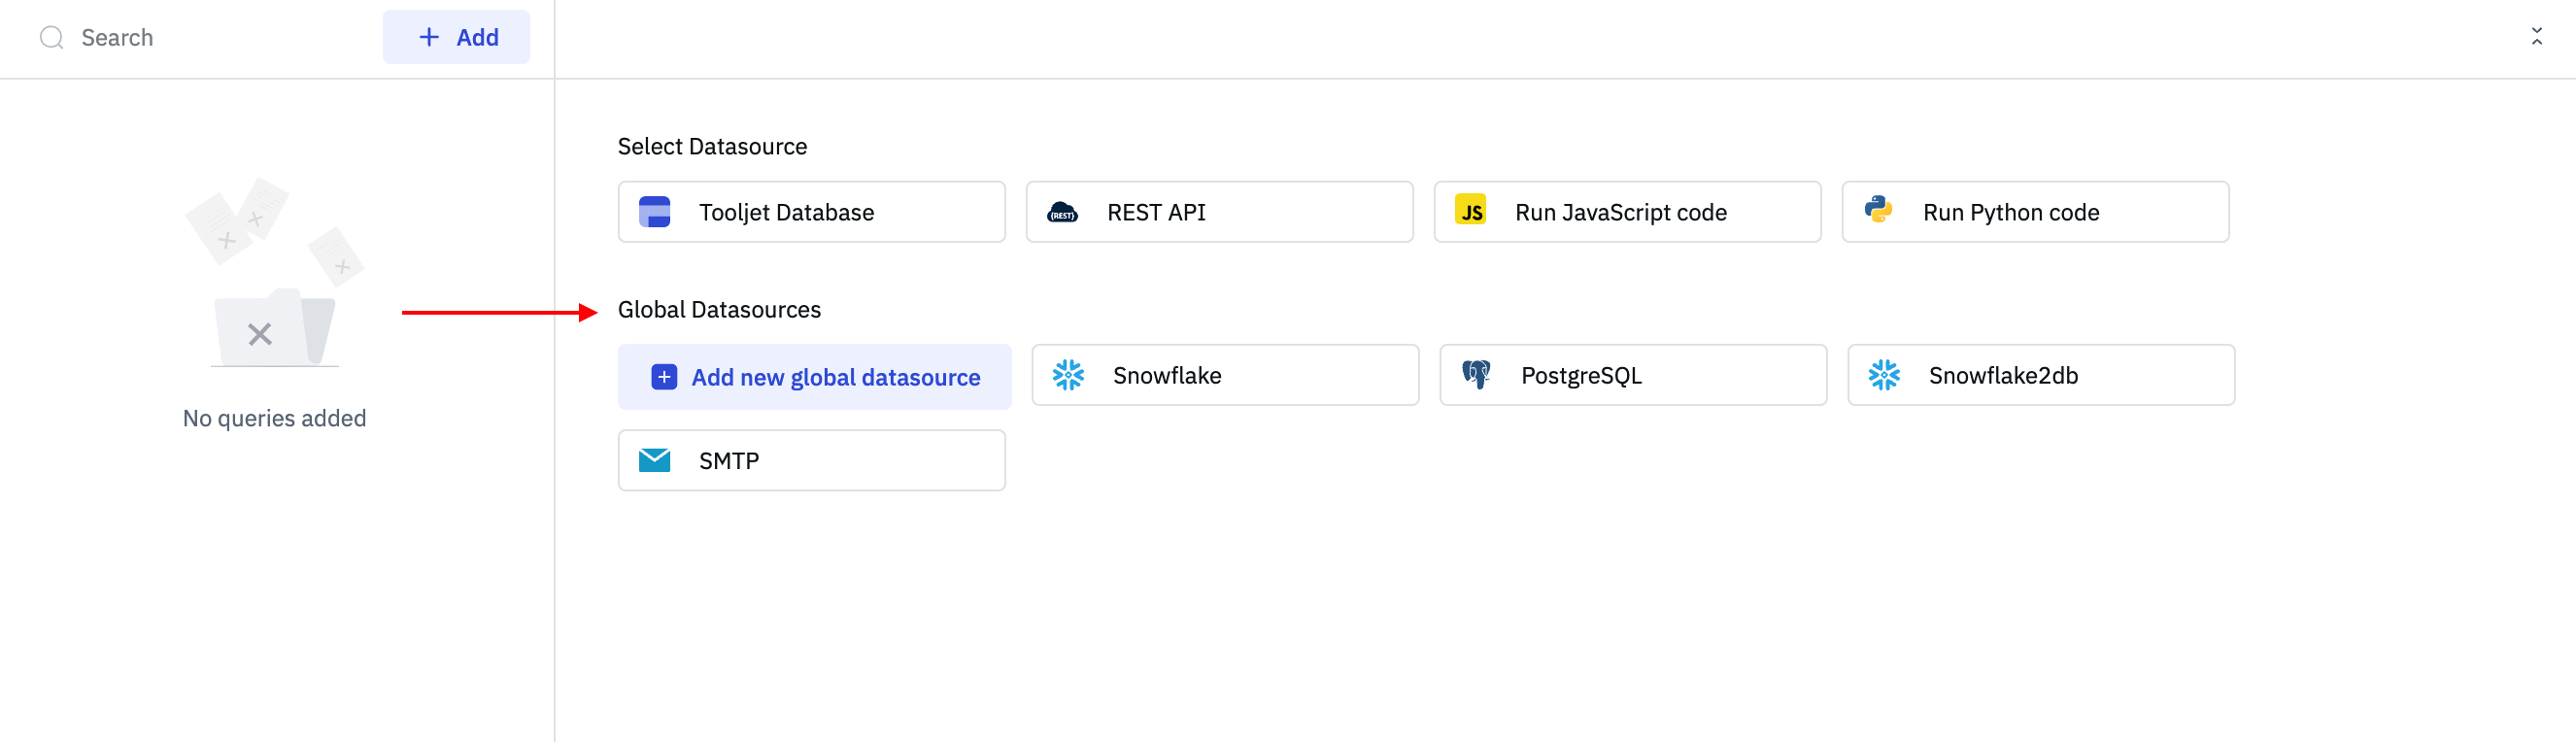 Search
Add
Select Datasource
Tooljet Database
{REST}
REST API
JS
Run JavaScript code
Run Python code
Global Datasources
Add new global datasource
Snowflake
PostgreSQL
Snowflake2db
SMTP
No queries added